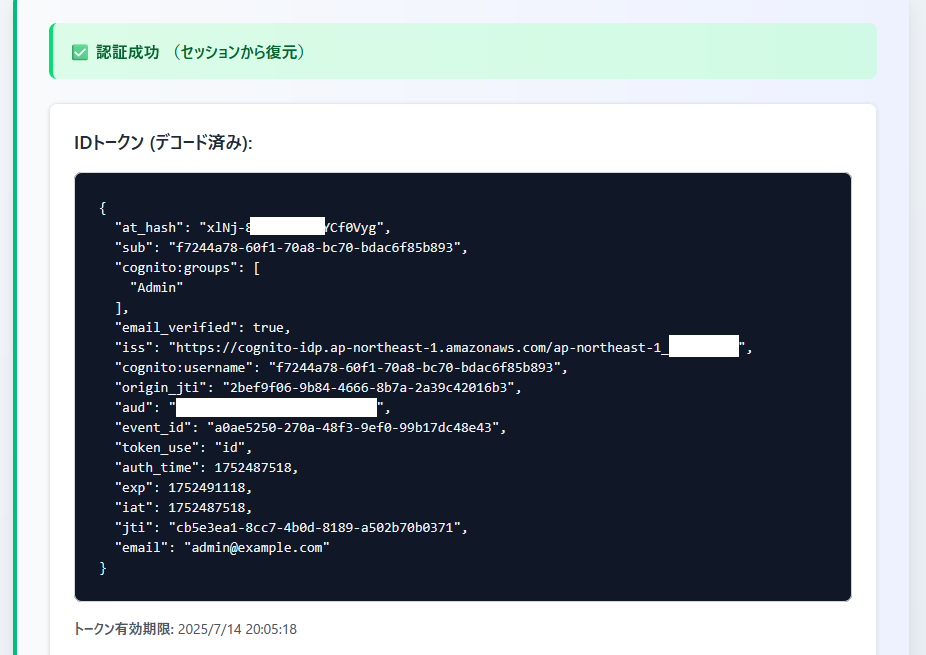 ✅ 認証成功 (セッションから復元)
IDトークン (デコード済み):
{
"at_hash": "xlNj-8 YCf0Vyg",
"sub": "f7244a78-60f1-70a8-bc70-bdac6f85b893",
"cognito:groups": [
"Admin"
],
"email_verified": true,
"iss": "https://cognito-idp.ap-northeast-1.amazonaws.com/ap-northeast-1_ ",
"cognito:username": "f7244a78-60f1-70a8-bc70-bdac6f85b893",
"origin_jti": "2bef9f06-9b84-4666-8b7a-2a39c42016b3",
"aud": " ",
"event_id": "a0ae5250-270a-48f3-9ef0-99b17dc48e43",
"token_use": "id",
"auth_time": 1752487518,
"exp": 1752491118,
"iat": 1752487518,
"jti": "cb5e3ea1-8cc7-4b0d-8189-a502b70b0371",
"email": "admin@example.com"
}
トークン有効期限: 2025/7/14 20:05:18